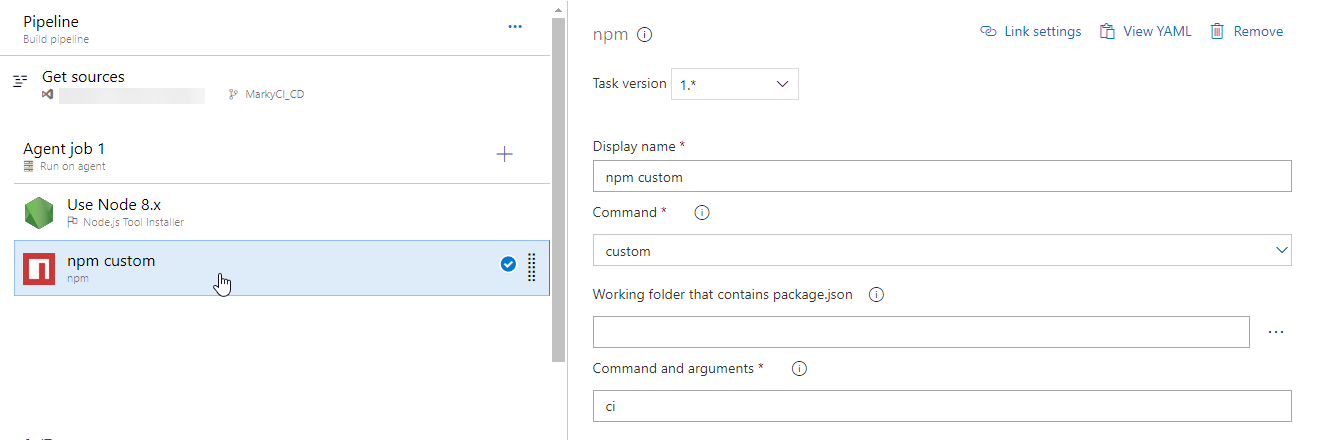 Pipeline
Build pipeline
Get sources
MarkyCI_CD
Agent job 1
Run on agent
Use Node 8.x
Node.js Tool Installer
npm custom
npm
npm
Link settings
View YAML
Remove
Task version
1.*
Display name *
npm custom
Command *
custom
Working folder that contains package.json
Command and arguments *
ci